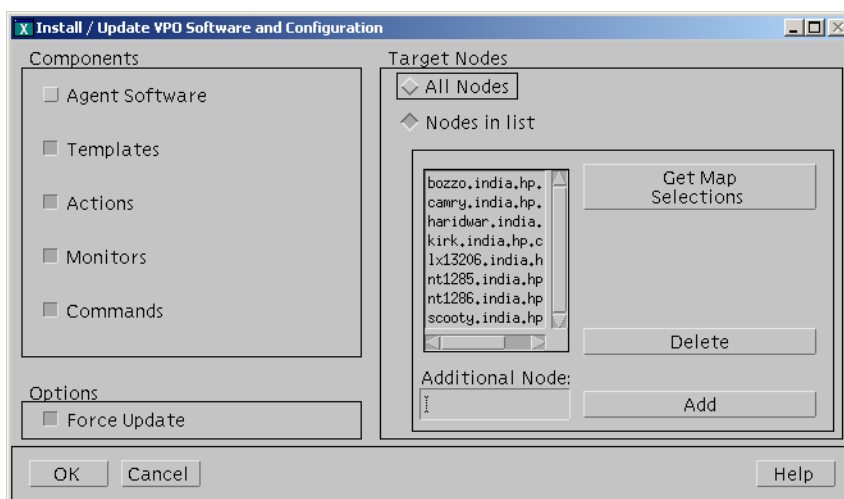 Install / Update VPO Software and Configuration
Components
Agent Software
Templates
Actions
Monitors
Commands
Options
Force Update
Target Nodes
All Nodes
Nodes in list
bozzo.india.hp.
camry.india.hp.
haridwar.india.
kirk.india.hp.c
lx13206.india.h
nt1285.india.hp
nt1286.india.hp
scooty.india.hp
Get Map
Selections
Delete
Additional Node:
Add
OK
Cancel
Help